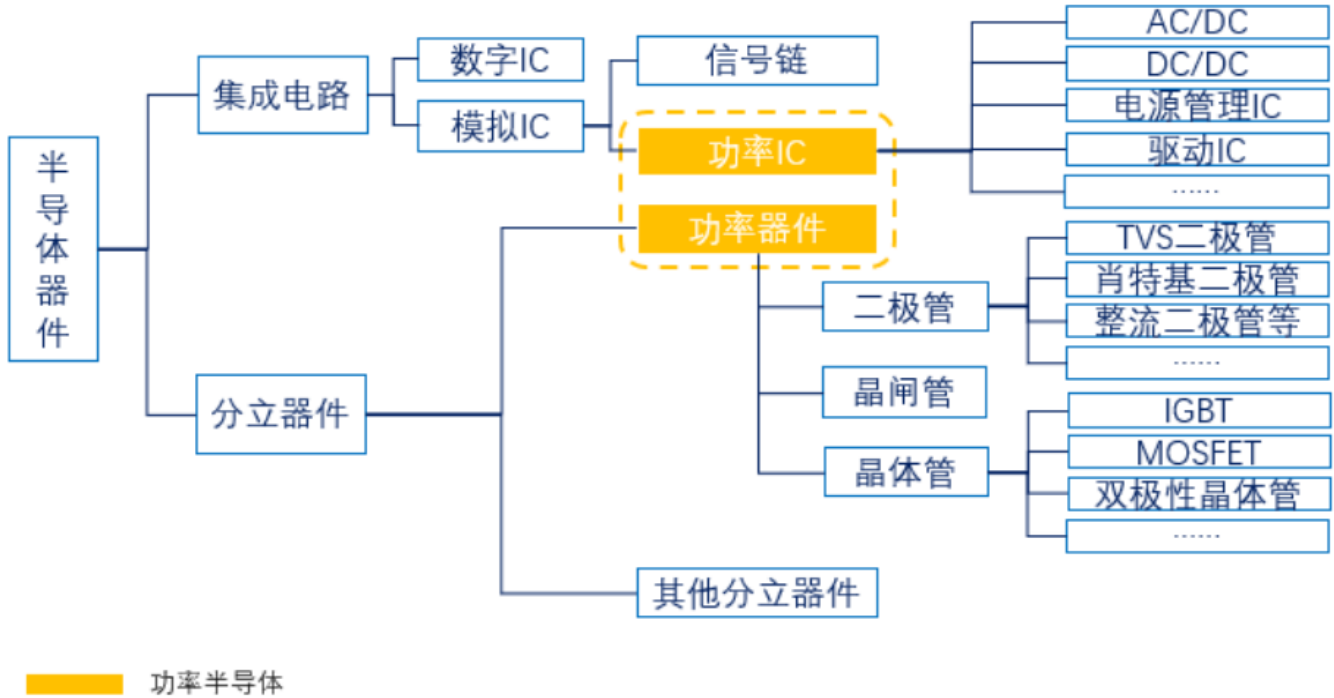 半导体器件
集成电路
数字IC
模拟IC
信号链
功率IC
AC/DC
DC/DC
电源管理IC
驱动IC
……
分立器件
功率器件
二极管
TVS二极管
肖特基二极管
整流二极管等
……
晶闸管
晶体管
IGBT
MOSFET
双极性晶体管
……
其他分立器件
功率半导体